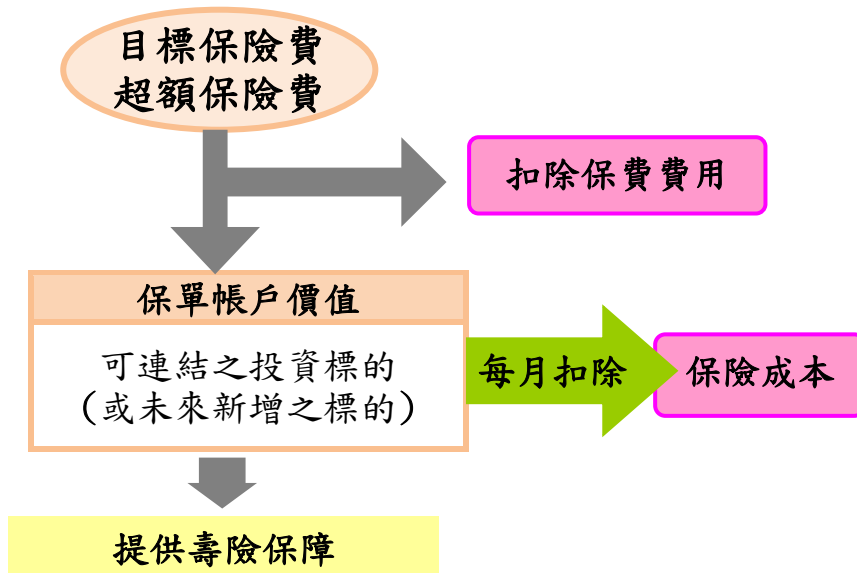 目標保險費
超額保險費
扣除保費費用
保單帳戶價值
可連結之投資標的
（或未來新增之標的）
每月扣除
保險成本
提供壽險保障